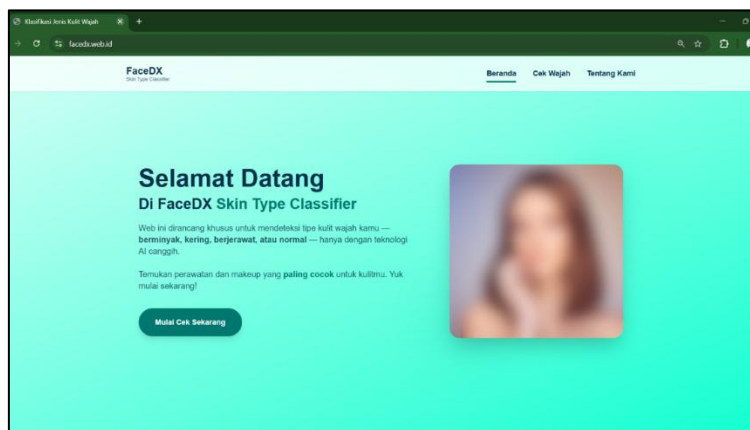 Klasifikasi Jenis Kulit Wajah
facedx.web.id
FaceDX
Skin Type Classifier
Beranda Cek Wajah Tentang Kami
Selamat Datang
Di FaceDX Skin Type Classifier
Web ini dirancang khusus untuk mendeteksi tipe kulit wajah kamu —
berminyak, kering, berjerawat, atau normal — hanya dengan teknologi
AI canggih.
Temukan perawatan dan makeup yang paling cocok untuk kulitmu. Yuk
mulai sekarang!
Mulai Cek Sekarang